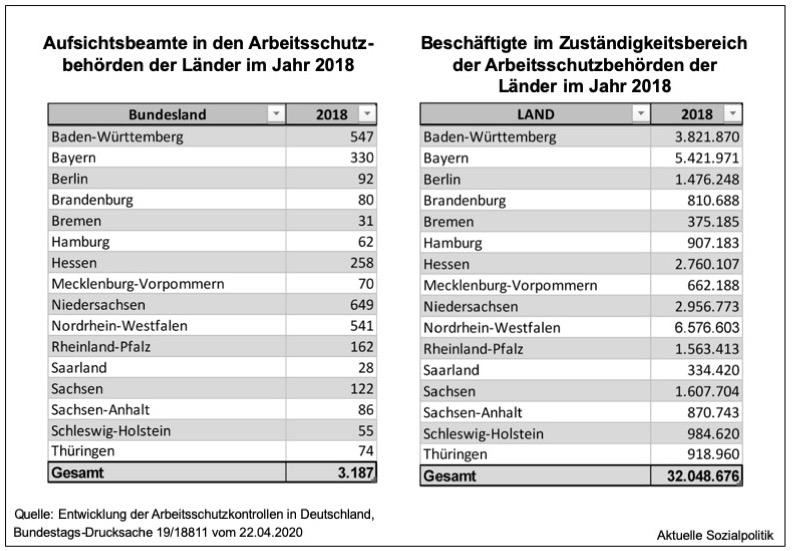 Aufsichtsbeamte in den Arbeitsschutz-
behörden der Länder im Jahr 2018
Bundesland 2018
Baden-Württemberg 547
Bayern 330
Berlin 92
Brandenburg 80
Bremen 31
Hamburg 62
Hessen 258
Mecklenburg-Vorpommern 70
Niedersachsen 649
Nordrhein-Westfalen 541
Rheinland-Pfalz 162
Saarland 28
Sachsen 122
Sachsen-Anhalt 86
Schleswig-Holstein 55
Thüringen 74
Gesamt 3.187
Beschäftigte im Zuständigkeitsbereich
der Arbeitsschutzbehörden der
Länder im Jahr 2018
LAND 2018
Baden-Württemberg 3.821.870
Bayern 5.421.971
Berlin 1.476.248
Brandenburg 810.688
Bremen 375.185
Hamburg 907.183
Hessen 2.760.107
Mecklenburg-Vorpommern 662.188
Niedersachsen 2.956.773
Nordrhein-Westfalen 6.576.603
Rheinland-Pfalz 1.563.413
Saarland 334.420
Sachsen 1.607.704
Sachsen-Anhalt 870.743
Schleswig-Holstein 984.620
Thüringen 918.960
Gesamt 32.048.676
Quelle: Entwicklung der Arbeitsschutzkontrollen in Deutschland,
Bundestags-Drucksache 19/18811 vom 22.04.2020
Aktuelle Sozialpolitik